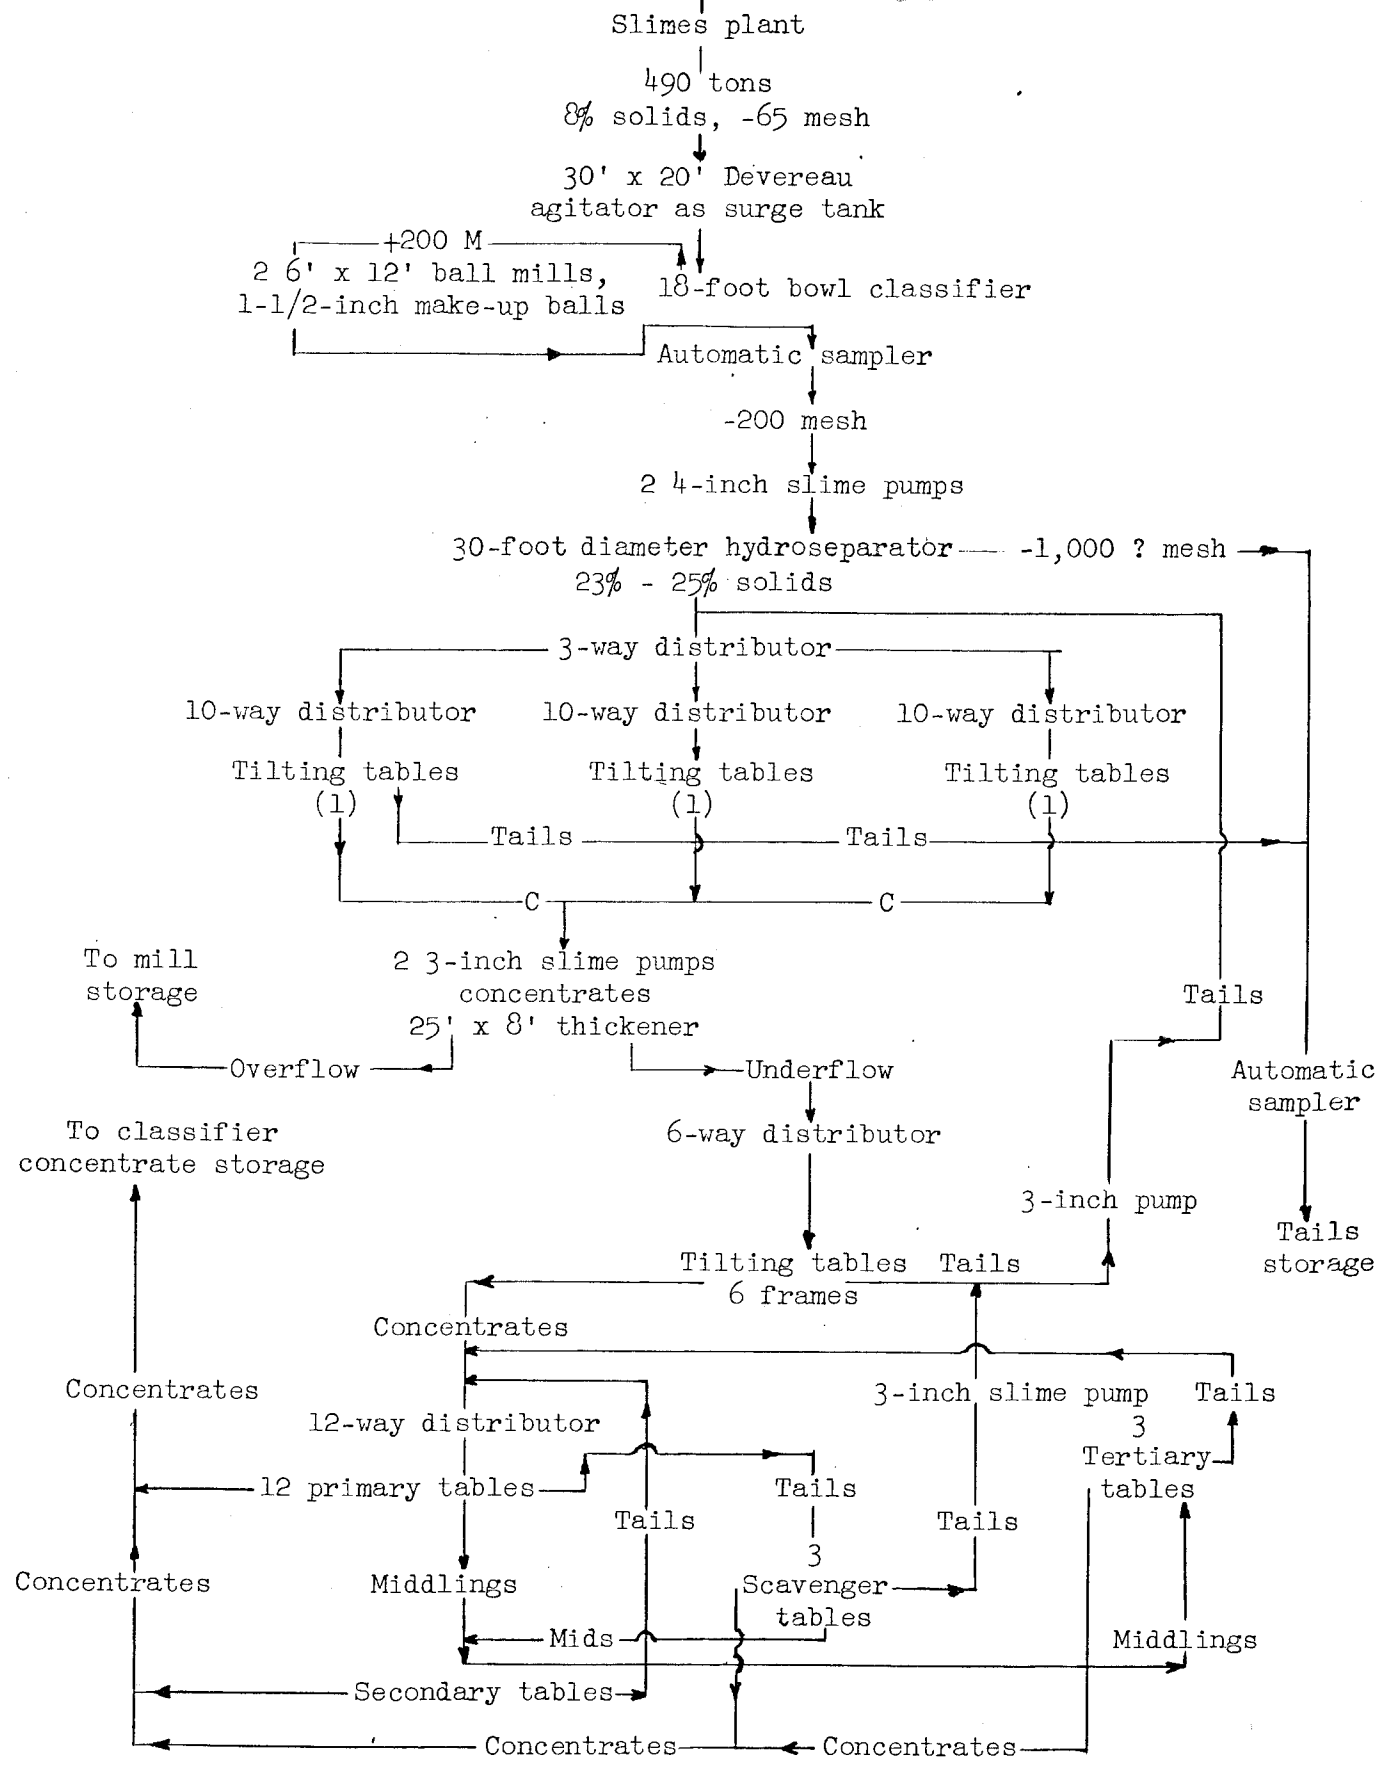 Slimes plant
490 tons
8% solids, -65 mesh
30' x 20' Devereau
agitator as surge tank
+200 M
2 6' x 12' ball mills,
1-1/2-inch make-up balls
18-foot bowl classifier
Automatic sampler
-200 mesh
2 4-inch slime pumps
30-foot diameter hydroseparator -1,000 ? mesh
23% - 25% solids
3-way distributor
10-way distributor 10-way distributor 10-way distributor
Tilting tables Tilting tables Tilting tables
(1) (1) (1)
Tails Tails
C C
To mill
storage
2 3-inch slime pumps
concentrates
25' x 8' thickener
Tails
Overflow Underflow
Automatic
sampler
To classifier
concentrate storage
6-way distributor
3-inch pump
Tails
storage
Tilting tables Tails
6 frames
Concentrates
Concentrates
3-inch slime pump Tails
12-way distributor
3
Tertiary
tables
12 primary tables
Tails
Tails
Tails
3
Concentrates
Middlings
Scavenger
tables
Mids
Middlings
Secondary tables
Concentrates Concentrates